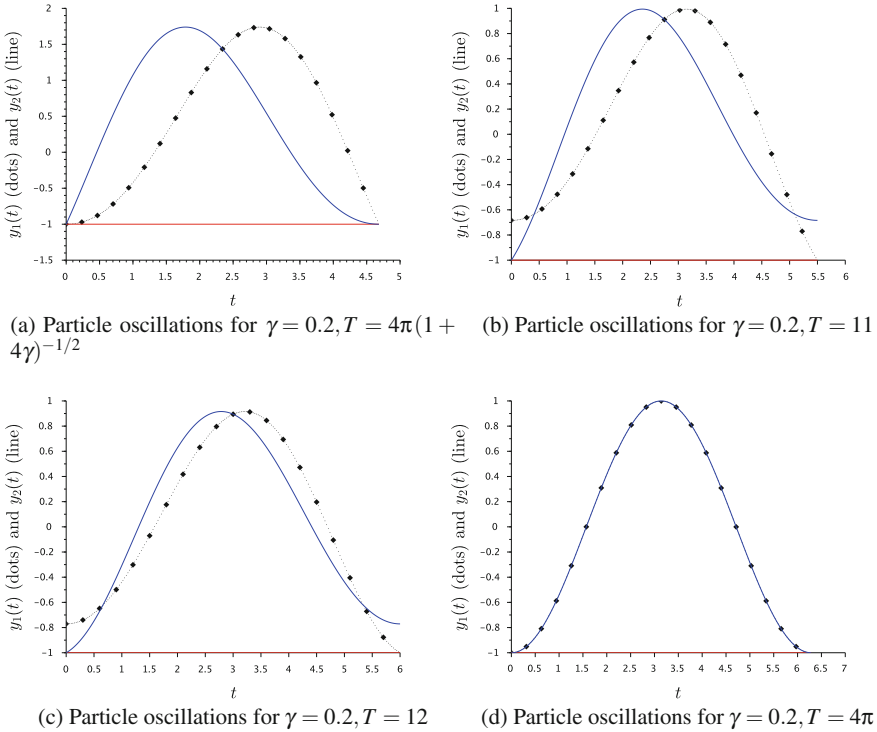 2
1.5
1
0.5
0
−0.5
−1
−1.5
0 0.5 1 1.5 2 2.5 3 3.5 4 4.5 5
y₁(t) (dots) and y₂(t) (line)
t
(a) Particle oscillations for γ = 0.2, T = 4π(1 +
4γ)^{−1/2}
1
0.8
0.6
0.4
0.2
0
−0.2
−0.4
−0.6
−0.8
−1
0 0.5 1 1.5 2 2.5 3 3.5 4 4.5 5 5.5 6
y₁(t) (dots) and y₂(t) (line)
t
(b) Particle oscillations for γ = 0.2, T = 11
1
0.8
0.6
0.4
0.2
0
−0.2
−0.4
−0.6
−0.8
−1
0 0.5 1 1.5 2 2.5 3 3.5 4 4.5 5 5.5 6
y₁(t) (dots) and y₂(t) (line)
t
(c) Particle oscillations for γ = 0.2, T = 12
1
0.8
0.6
0.4
0.2
0
−0.2
−0.4
−0.6
−0.8
−1
0 0.5 1 1.5 2 2.5 3 3.5 4 4.5 5 5.5 6 6.5 7
y₁(t) (dots) and y₂(t) (line)
t
(d) Particle oscillations for γ = 0.2, T = 4π